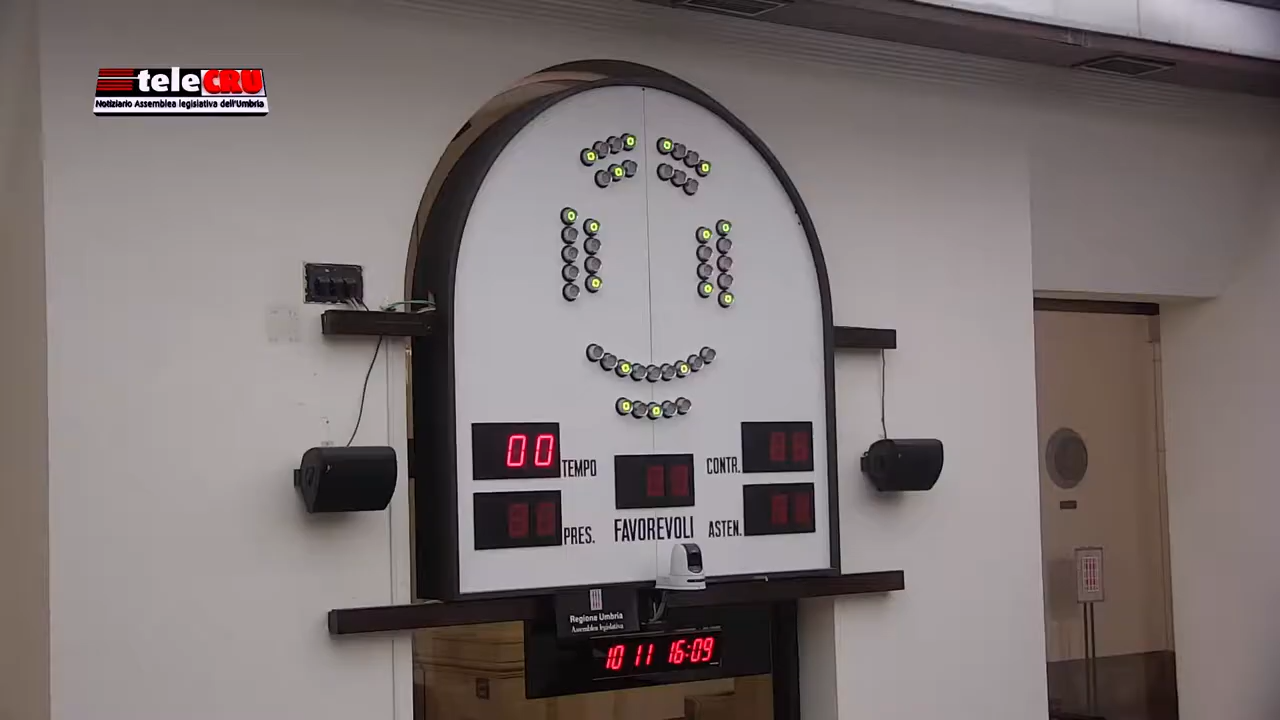 teleCRU
Notiziario Assemblea legislativa dell'Umbria
00
TEMPO
CONTR.
PRES.
FAVOREVOLI
ASTEN.
Regione Umbria
Assemblea legislativa
10 11 16:09